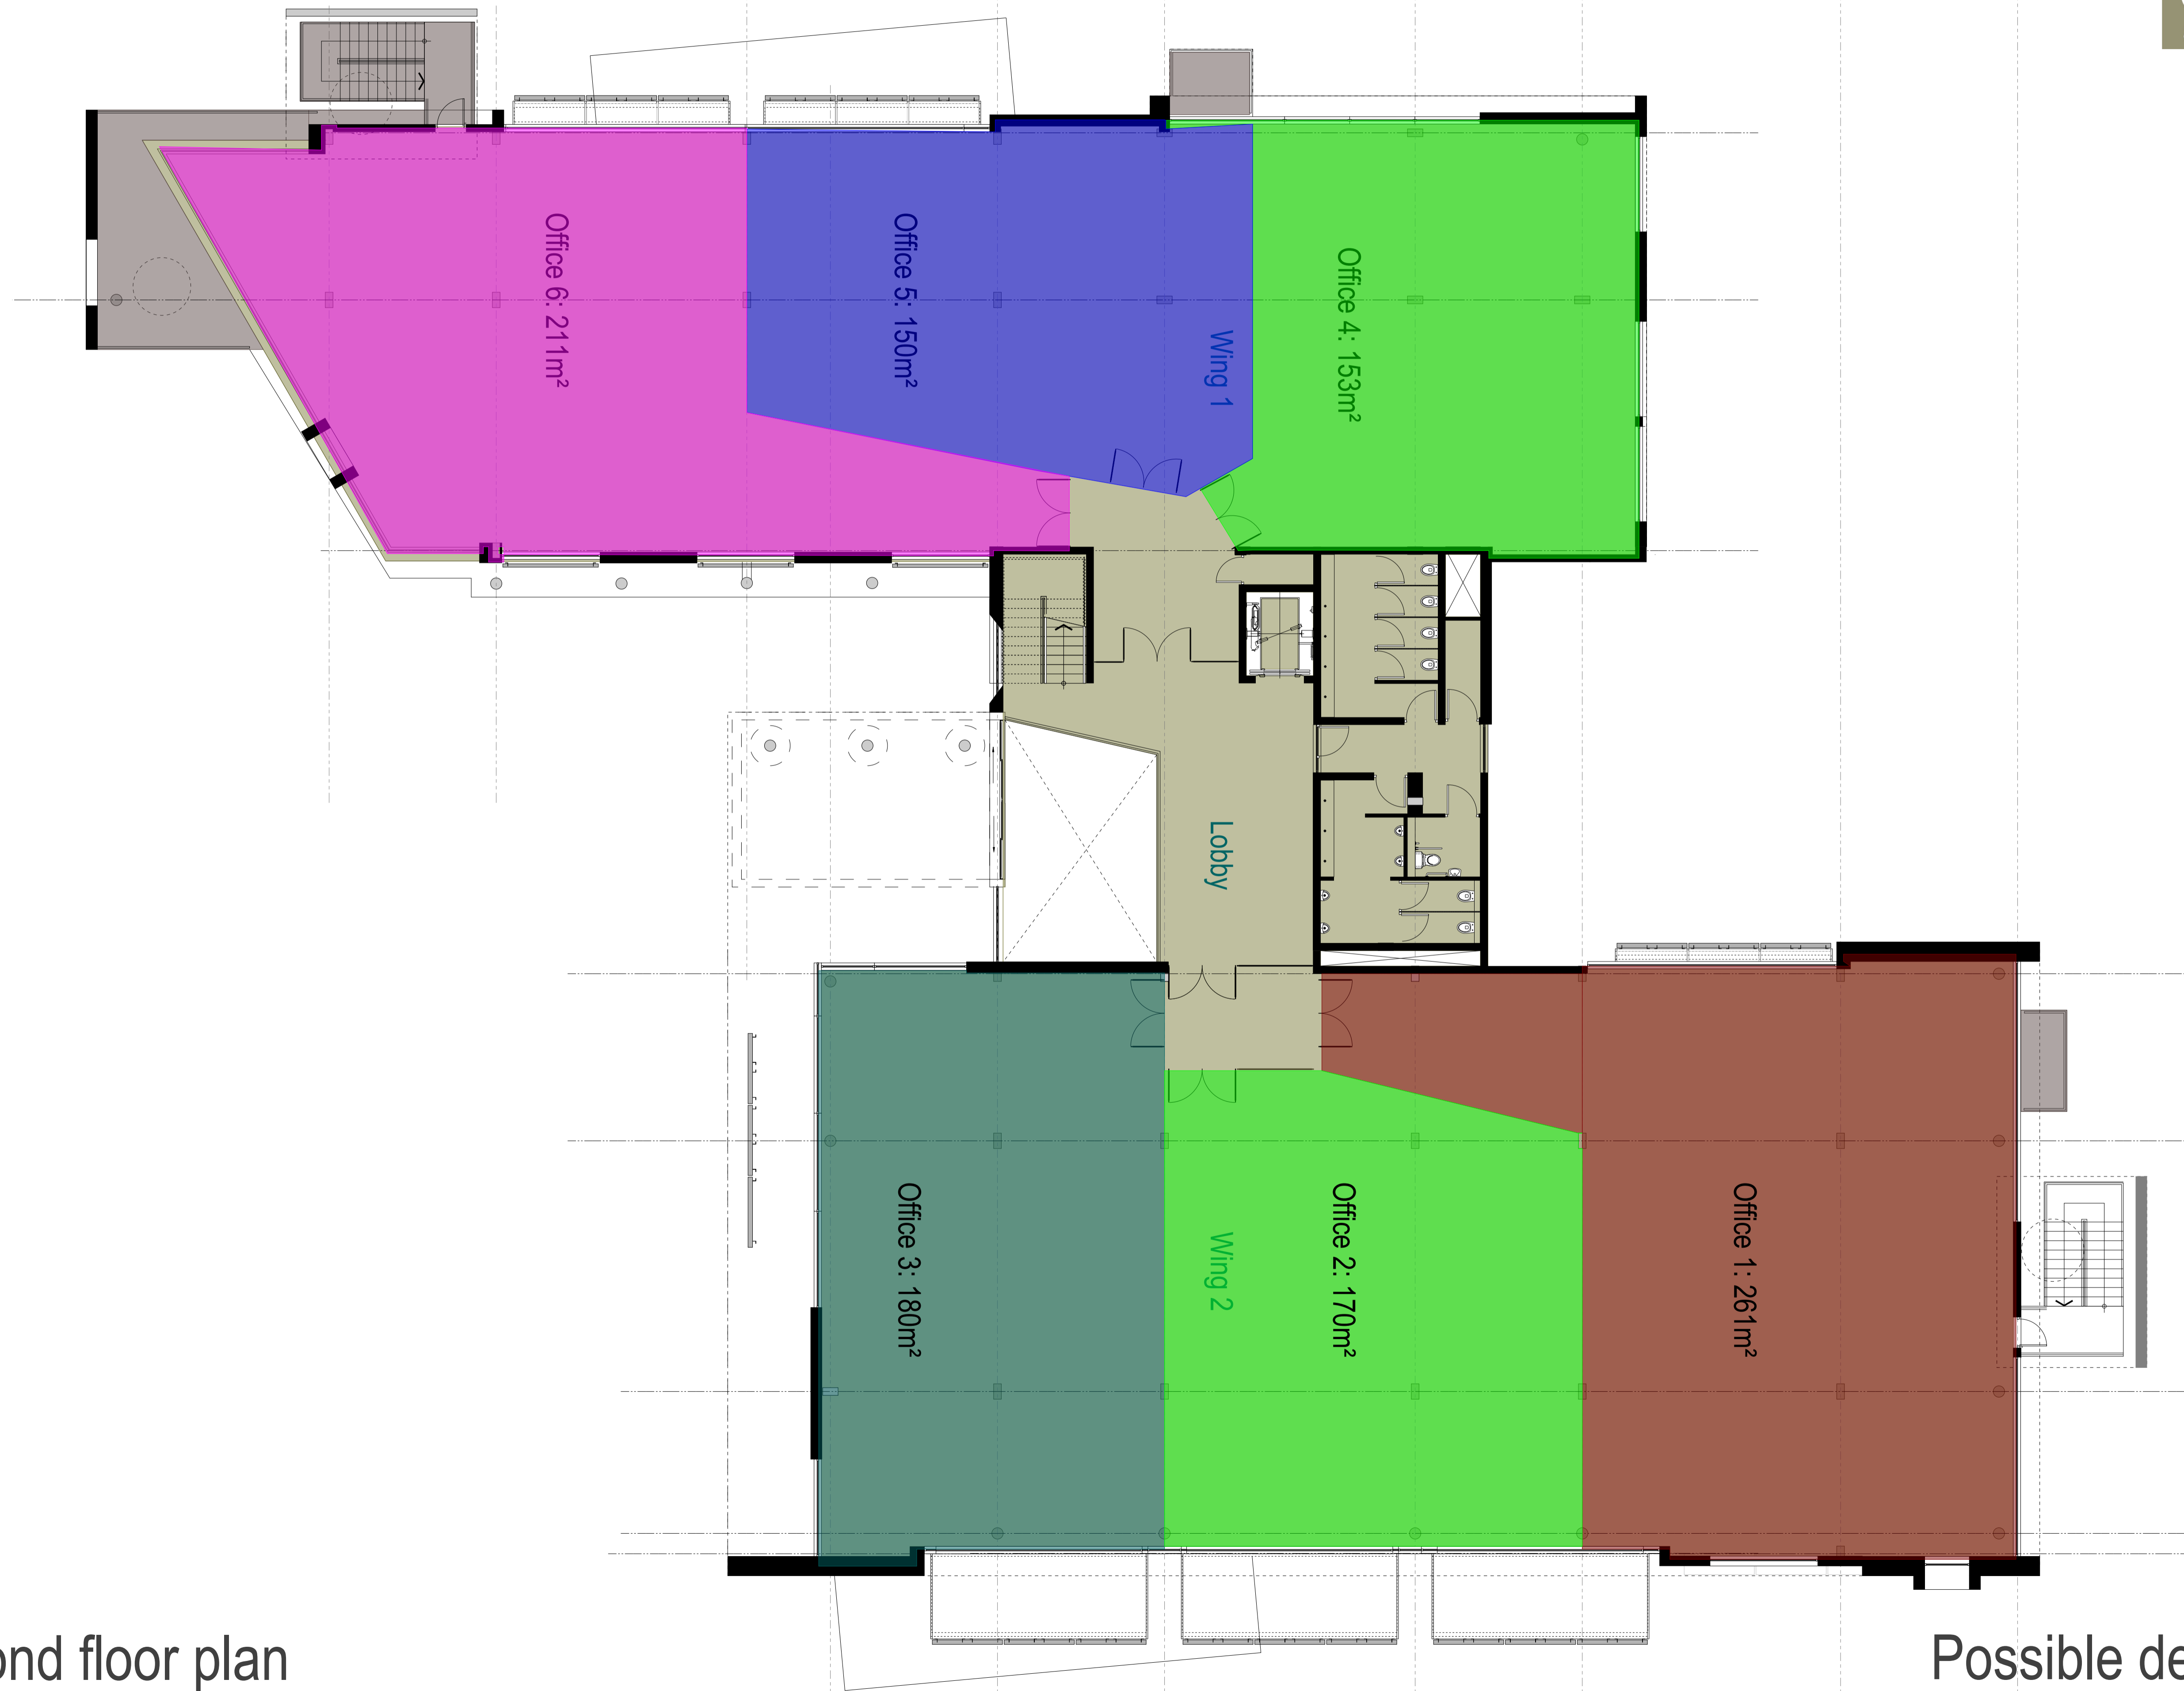 Office 6: 211m²
Office 5: 150m²
Wing 1
Office 4: 153m²
Lobby
Office 3: 180m²
Wing 2
Office 2: 170m²
Office 1: 261m²
ond floor plan
Possible de